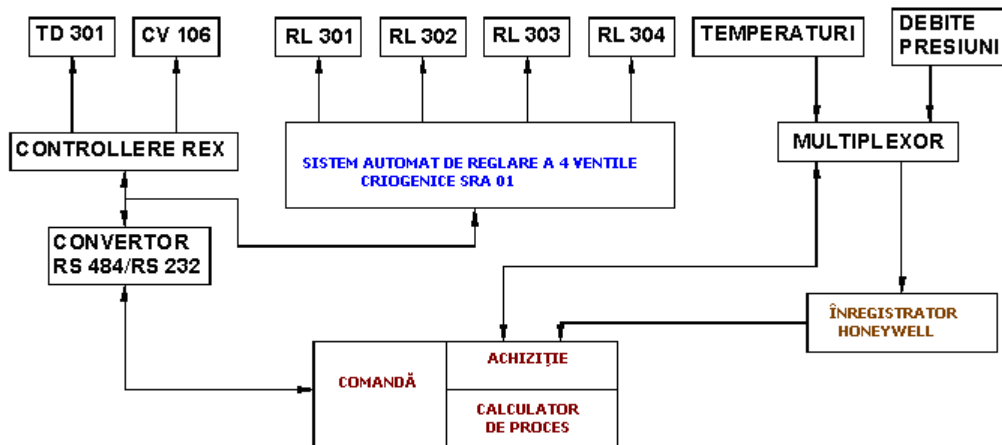 TD 301
CV 106
RL 301
RL 302
RL 303
RL 304
TEMPERATURI
DEBITE
PRESIUNI
CONTROLLERE REX
SISTEM AUTOMAT DE REGLARE A 4 VENTILE
CRIOGENICE SRA 01
MULTIPLEXOR
CONVERTOR
RS 484/RS 232
ÎNREGISTRATOR
HONEYWELL
COMANDĂ
ACHIZIŢIE
CALCULATOR
DE PROCES